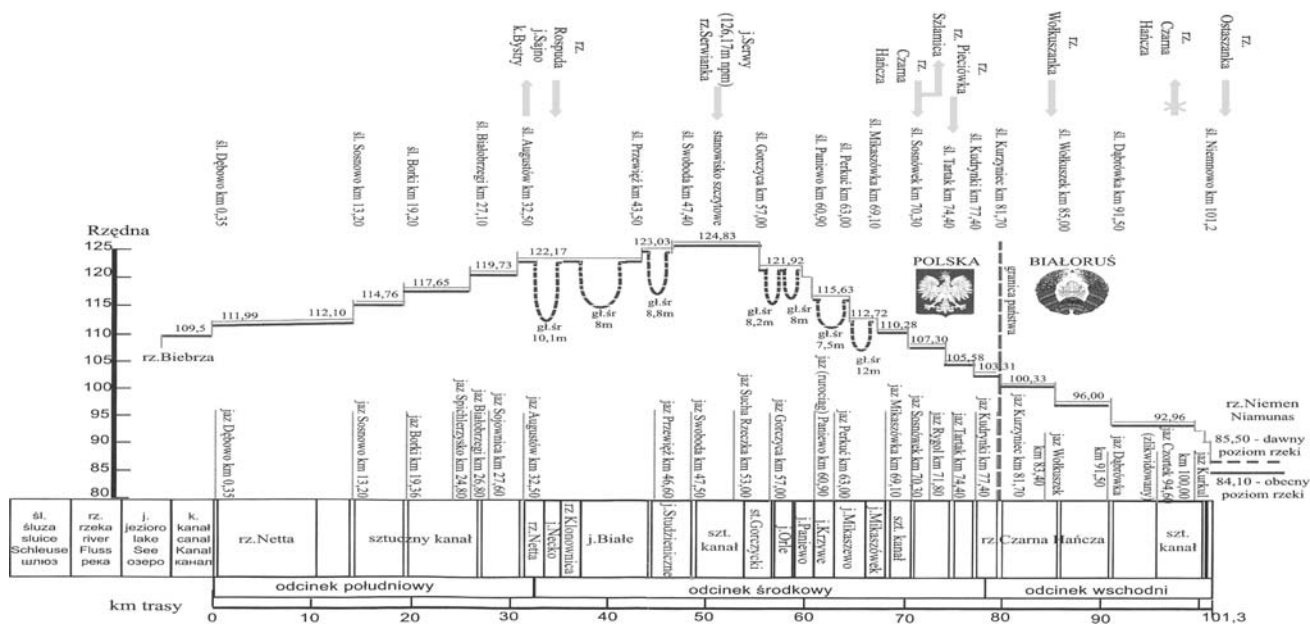 rz.
Rospuda
j.Sajno
k.Bystry
j.Serwy
(126,17m npm)
rz.Serwianka
rz.
Czarna
Hańcza
rz.
Szlamica
rz. Pieciówka
rz.
Wołkuszanka
rz.
Czarna
Hańcza
rz.
Ostaszanka
śl. Dębowo km 0,35
śl. Sosnowo km 13,20
śl. Borki km 19,20
śl. Białobrzegi km 27,10
śl. Augustów km 32,50
śl. Przewięź km 43,50
śl. Swoboda km 47,40
stanowisko szczytowe
śl. Gorczyca km 57,00
śl. Paniewo km 60,90
śl. Perkuć km 63,00
śl. Mikaszówka km 69,10
śl. Sosnówek km 70,30
śl. Tartak km 74,40
śl. Kudrynki km 77,40
śl. Kurzyniec km 81,70
śl. Wołkuszek km 85,00
śl. Dąbrówka km 91,50
śl. Niemnowo km 101,2
Rzędna
125
120
115
110
105
100
95
90
85
80
109,5
rz.Biebrza
111,99
112,10
114,76
117,65
119,73
122,17
123,03
124,83
121,92
115,63
112,72
110,28
107,30
105,58
103,31
100,33
96,00
92,96
gł.śr
10,1m
gł.śr
8m
gł.śr
8,8m
gł.śr
8,2m
gł.śr
8m
gł.śr
7,5m
gł.śr
12m
POLSKA
granica państwa
BIAŁORUŚ
rz.Niemen
Niamunas
85,50 - dawny
poziom rzeki
84,10 - obecny
poziom rzeki
jaz Dębowo km 0,35
jaz Sosnowo km 13,20
jaz Borki km 19,36
jaz Spichlerzysko km 24,80
jaz Białobrzegi km 26,80
jaz Sojownica km 27,60
jaz Augustów km 32,50
jaz Przewięź km 46,60
jaz Swoboda km 47,50
jaz Sucha Rzeczka km 53,00
jaz Gorczyca km 57,00
jaz (rurociąg) Paniewo km 60,90
jaz Perkuć km 63,00
jaz Mikaszówka km 69,10
jaz Sosnówek km 70,30
jaz Rygol km 71,80
jaz Tartak km 74,40
jaz Kudrynki km 77,40
jaz Kurzyniec km 81,70
jaz Wołkuszek
km 83,40
jaz Dąbrówka
km 91,50
jaz Czortek 94,60
(zlikwidowany)
jaz Kurkul
km 100,00
śl.
śluza
sluice
Schleuse
шлюз
rz.
rzeka
river
Fluss
река
j.
jezioro
lake
See
озеро
k.
kanał
canal
Kanal
канал
rz.Netta
sztuczny kanał
rz.Netta
j.Necko
rz Klonownica
j.Białe
j.Studzieniczne
szt.
kanał
st.Gorczycki
j.Orle
j.Paniewo
j.Krzywe
j.Mikaszewo
j.Mikaszówek
szt. kanał
rz.Czarna Hańcza
szt.
kanał
odcinek południowy
odcinek środkowy
odcinek wschodni
km trasy
0
10
20
30
40
50
60
70
80
90
100
101,3